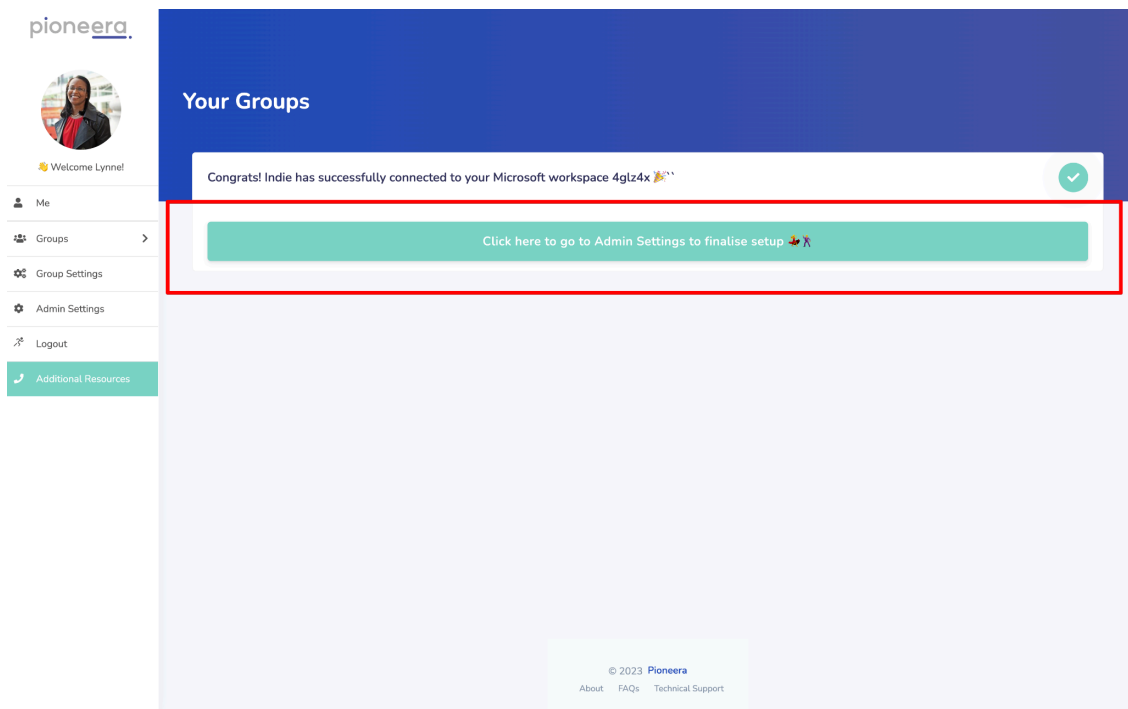 pioneera.
👋 Welcome Lynne!
Me
Groups
Group Settings
Admin Settings
Logout
Additional Resources
Your Groups
Congrats! Indie has successfully connected to your Microsoft workspace 4glz4x 🎉``
Click here to go to Admin Settings to finalise setup 💃🕺
© 2023 Pioneera
About FAQs Technical Support